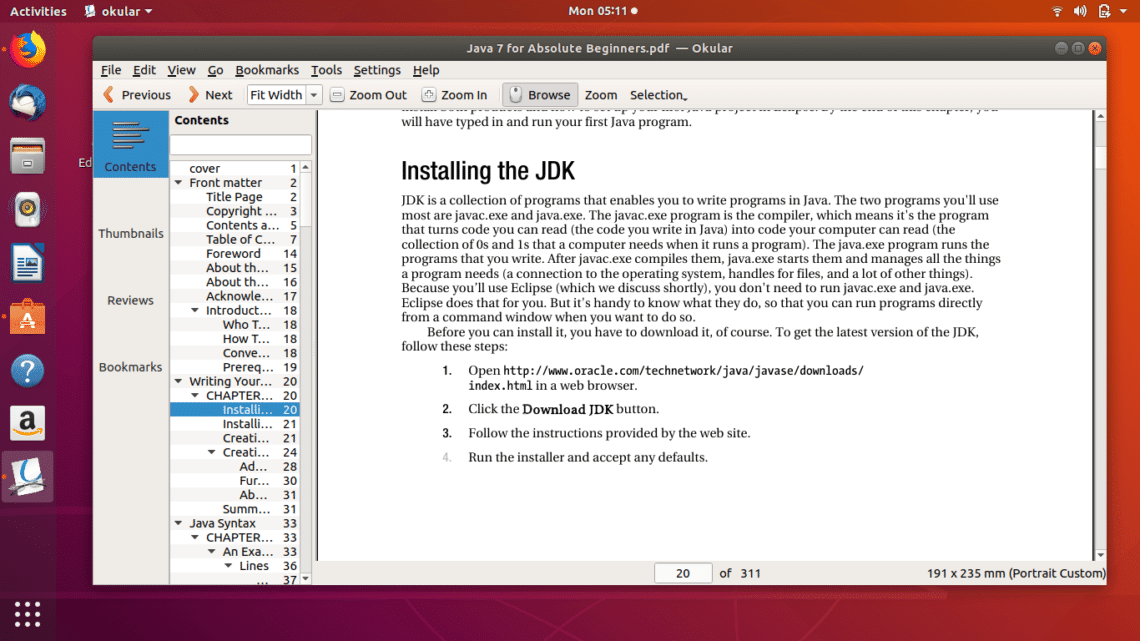 Activities okular Mon 05:11
Java 7 for Absolute Beginners.pdf — Okular
File Edit View Go Bookmarks Tools Settings Help
Previous Next Fit Width Zoom Out Zoom In Browse Zoom Selection
Ed
Contents
Thumbnails
Reviews
Bookmarks
Contents
cover 1
Front matter 2
Title Page 2
Copyright ... 3
Contents a... 5
Table of C... 7
Foreword 14
About th... 15
About th... 16
Acknowle... 17
Introduct... 18
Who T... 18
How T... 18
Conve... 18
Prereq... 19
Writing Your... 20
CHAPTER... 20
Installi... 20
Installi... 21
Creati... 21
Creati... 24
Ad... 28
Fur... 30
Ab... 31
Summ... 31
Java Syntax 33
CHAPTER... 33
An Exa... 33
Lines 36
... 37
will have typed in and run your first Java program.
Installing the JDK
JDK is a collection of programs that enables you to write programs in Java. The two programs you'll use
most are javac.exe and java.exe. The javac.exe program is the compiler, which means it's the program
that turns code you can read (the code you write in Java) into code your computer can read (the
collection of 0s and 1s that a computer needs when it runs a program). The java.exe program runs the
programs that you write. After javac.exe compiles them, java.exe starts them and manages all the things
a program needs (a connection to the operating system, handles for files, and a lot of other things).
Because you'll use Eclipse (which we discuss shortly), you don't need to run javac.exe and java.exe.
Eclipse does that for you. But it's handy to know what they do, so that you can run programs directly
from a command window when you want to do so.
Before you can install it, you have to download it, of course. To get the latest version of the JDK,
follow these steps:
1. Open http://www.oracle.com/technetwork/java/javase/downloads/
index.html in a web browser.
2. Click the Download JDK button.
3. Follow the instructions provided by the web site.
4. Run the installer and accept any defaults.
20 of 311
191 x 235 mm (Portrait Custom)